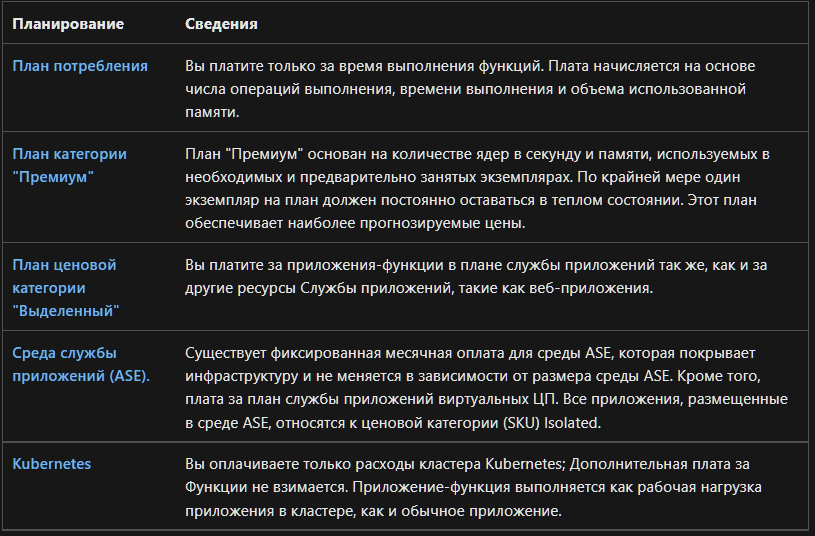 Планирование
Сведения
План потребления
Вы платите только за время выполнения функций. Плата начисляется на основе
числа операций выполнения, времени выполнения и объема использованной
памяти.
План категории
"Премиум"
План "Премиум" основан на количестве ядер в секунду и памяти, используемых в
необходимых и предварительно занятых экземплярах. По крайней мере один
экземпляр на план должен постоянно оставаться в теплом состоянии. Этот план
обеспечивает наиболее прогнозируемые цены.
План ценовой
категории
"Выделенный"
Вы платите за приложения-функции в плане службы приложений так же, как и за
другие ресурсы Службы приложений, такие как веб-приложения.
Среда службы
приложений (ASE).
Существует фиксированная месячная оплата для среды ASE, которая покрывает
инфраструктуру и не меняется в зависимости от размера среды ASE. Кроме того,
плата за план службы приложений виртуальных ЦП. Все приложения, размещенные
в среде ASE, относятся к ценовой категории (SKU) Isolated.
Kubernetes
Вы оплачиваете только расходы кластера Kubernetes; Дополнительная плата за
Функции не взимается. Приложение-функция выполняется как рабочая нагрузка
приложения в кластере, как и обычное приложение.